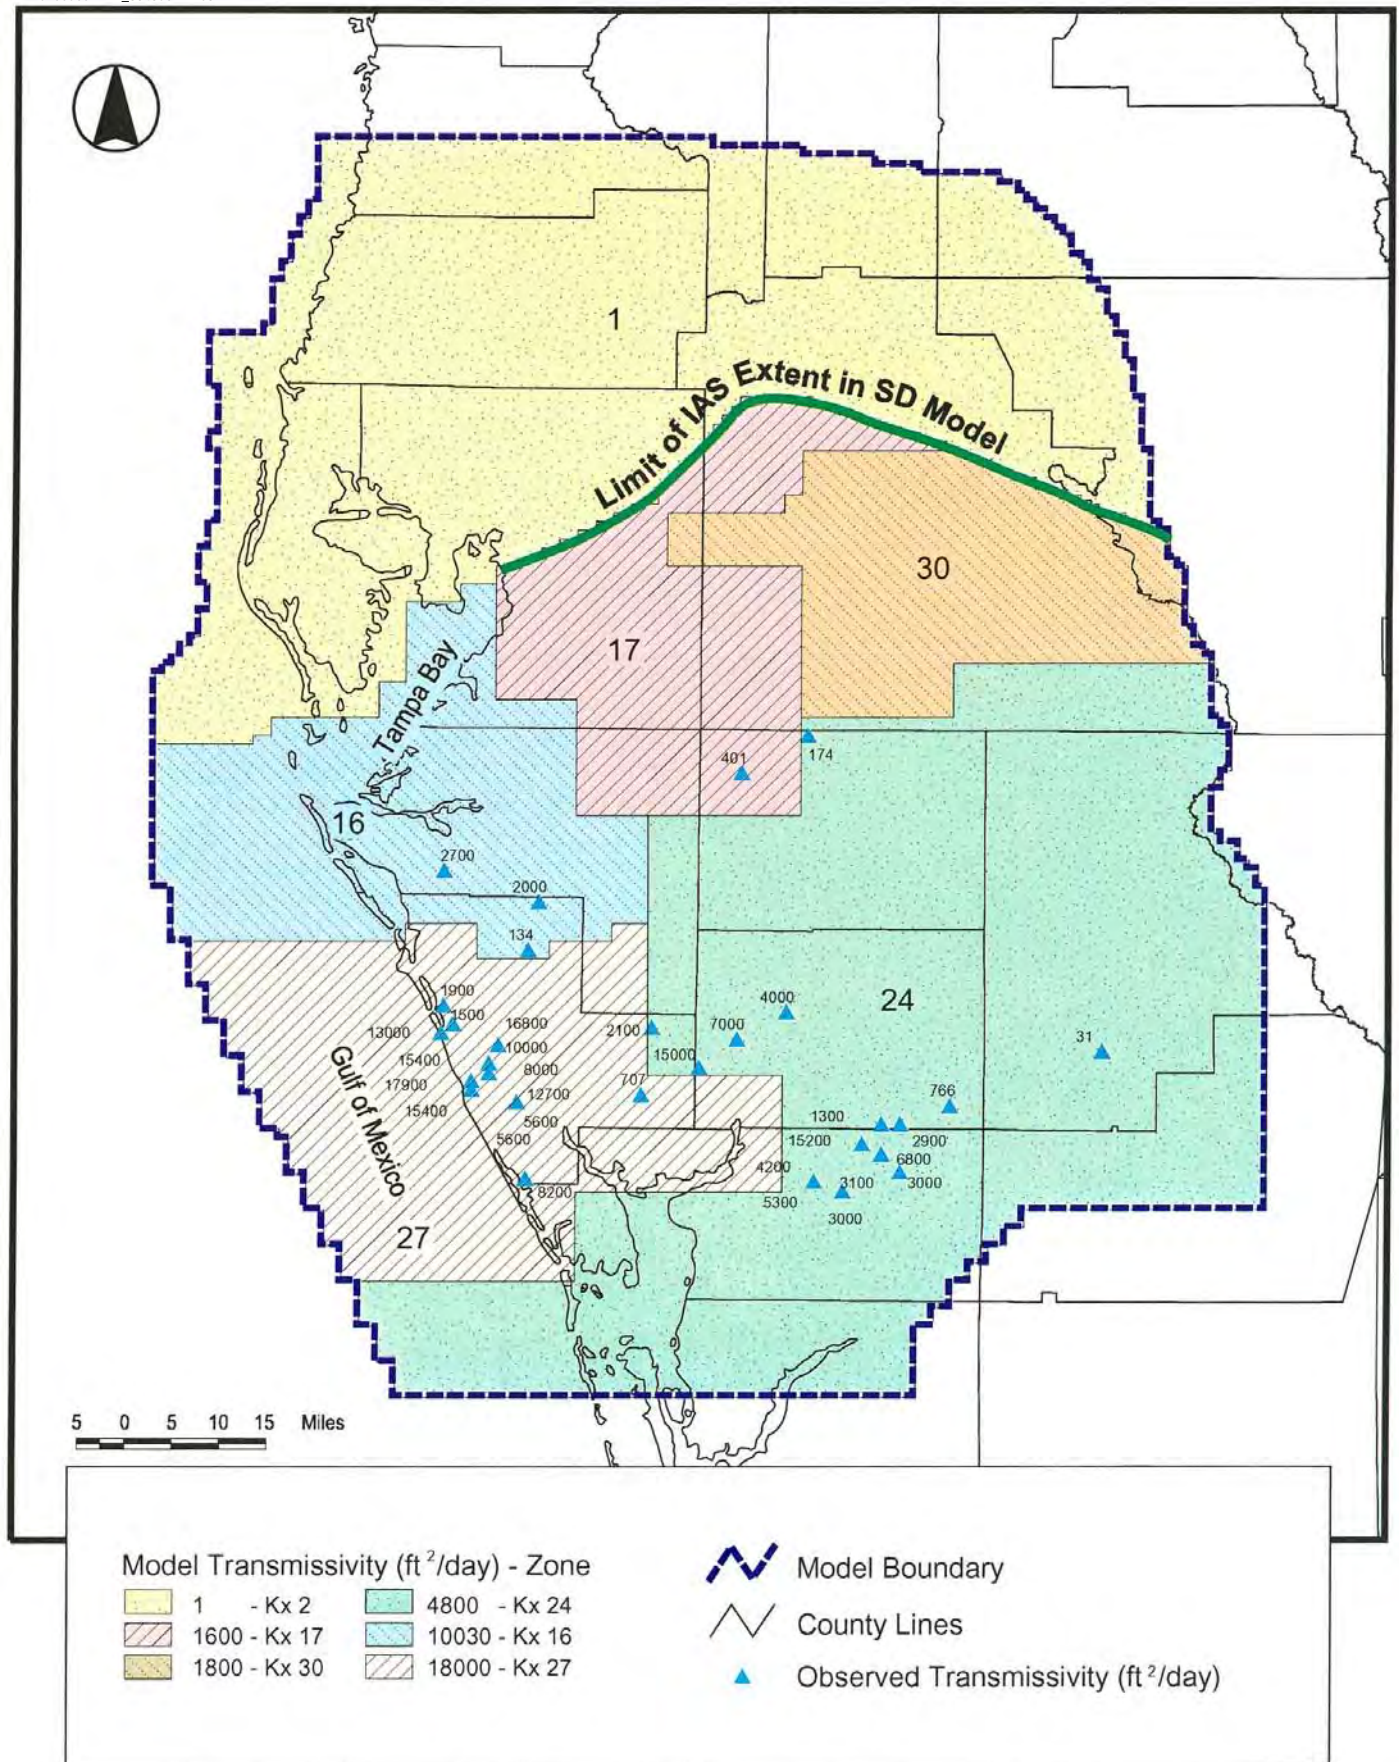 1
Limit of IAS Extent in SD Model
30
17
Tampa Bay
174
401
16
2700
2000
134
1900
1500
13000
16800
10000
15400
8000
17900
15400
12700
5600
5600
8200
2100
707
15000
7000
4000
24
31
766
1300
15200
2900
6800
3000
4200
3100
5300
3000
Gulf of Mexico
27
5 0 5 10 15 Miles
Model Transmissivity (ft²/day) - Zone
1 - Kx 2
1600 - Kx 17
1800 - Kx 30
4800 - Kx 24
10030 - Kx 16
18000 - Kx 27
Model Boundary
County Lines
Observed Transmissivity (ft²/day)